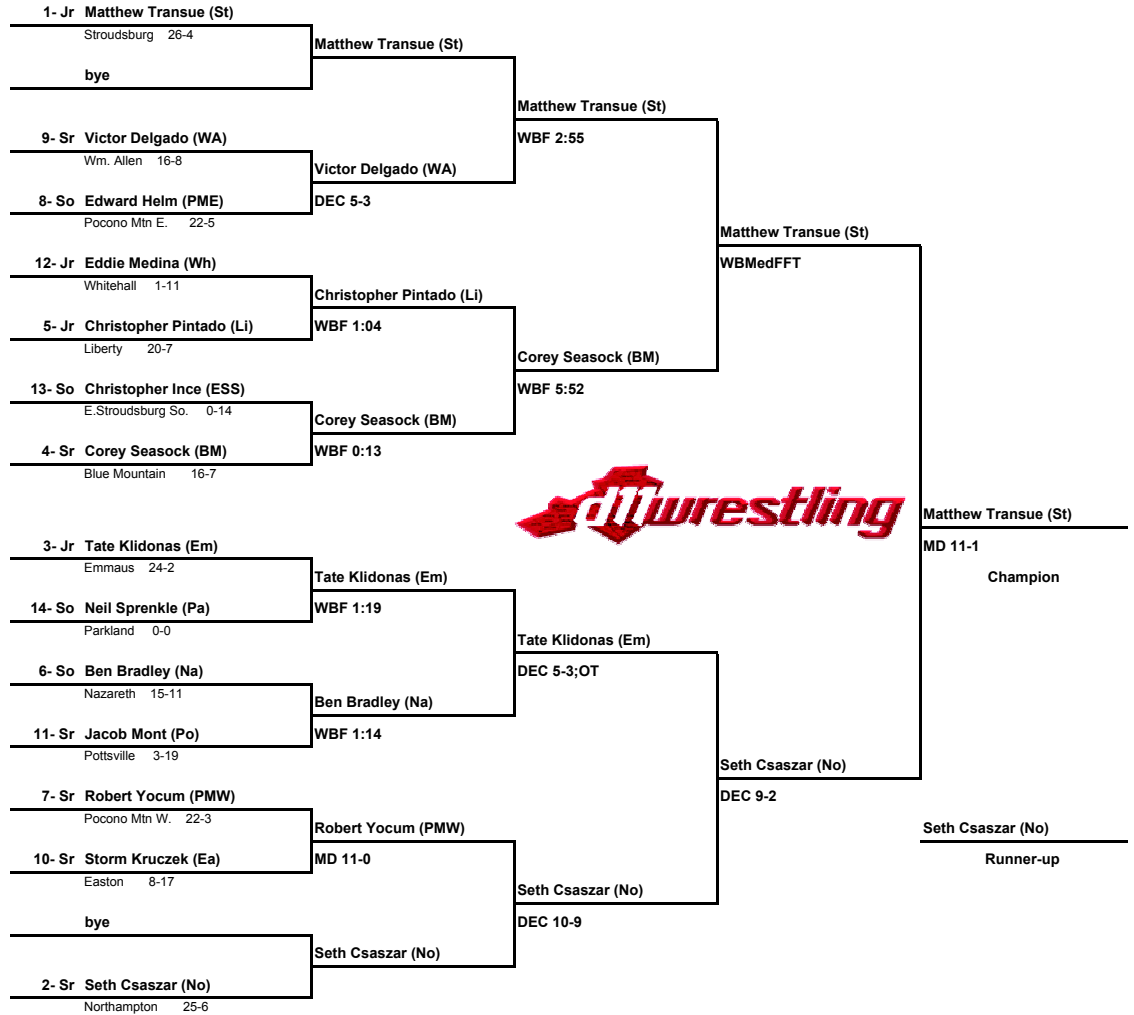 1- Jr Matthew Transue (St)
Stroudsburg 26-4
Matthew Transue (St)
bye
Matthew Transue (St)
9- Sr Victor Delgado (WA)
WBF 2:55
Wm. Allen 16-8
Victor Delgado (WA)
8- So Edward Helm (PME)
DEC 5-3
Pocono Mtn E. 22-5
Matthew Transue (St)
12- Jr Eddie Medina (Wh)
WBMedFFT
Whitehall 1-11
Christopher Pintado (Li)
5- Jr Christopher Pintado (Li)
WBF 1:04
Liberty 20-7
Corey Seasock (BM)
13- So Christopher Ince (ESS)
WBF 5:52
E.Stroudsburg So. 0-14
Corey Seasock (BM)
4- Sr Corey Seasock (BM)
WBF 0:13
Blue Mountain 16-7
d11wrestling
Matthew Transue (St)
3- Jr Tate Klidonas (Em)
MD 11-1
Emmaus 24-2
Tate Klidonas (Em)
Champion
14- So Neil Sprenkle (Pa)
WBF 1:19
Parkland 0-0
Tate Klidonas (Em)
6- So Ben Bradley (Na)
DEC 5-3;OT
Nazareth 15-11
Ben Bradley (Na)
11- Sr Jacob Mont (Po)
WBF 1:14
Pottsville 3-19
Seth Csaszar (No)
7- Sr Robert Yocum (PMW)
DEC 9-2
Pocono Mtn W. 22-3
Robert Yocum (PMW)
Seth Csaszar (No)
10- Sr Storm Kruczek (Ea)
MD 11-0
Runner-up
Easton 8-17
Seth Csaszar (No)
bye
DEC 10-9
Seth Csaszar (No)
2- Sr Seth Csaszar (No)
Northampton 25-6